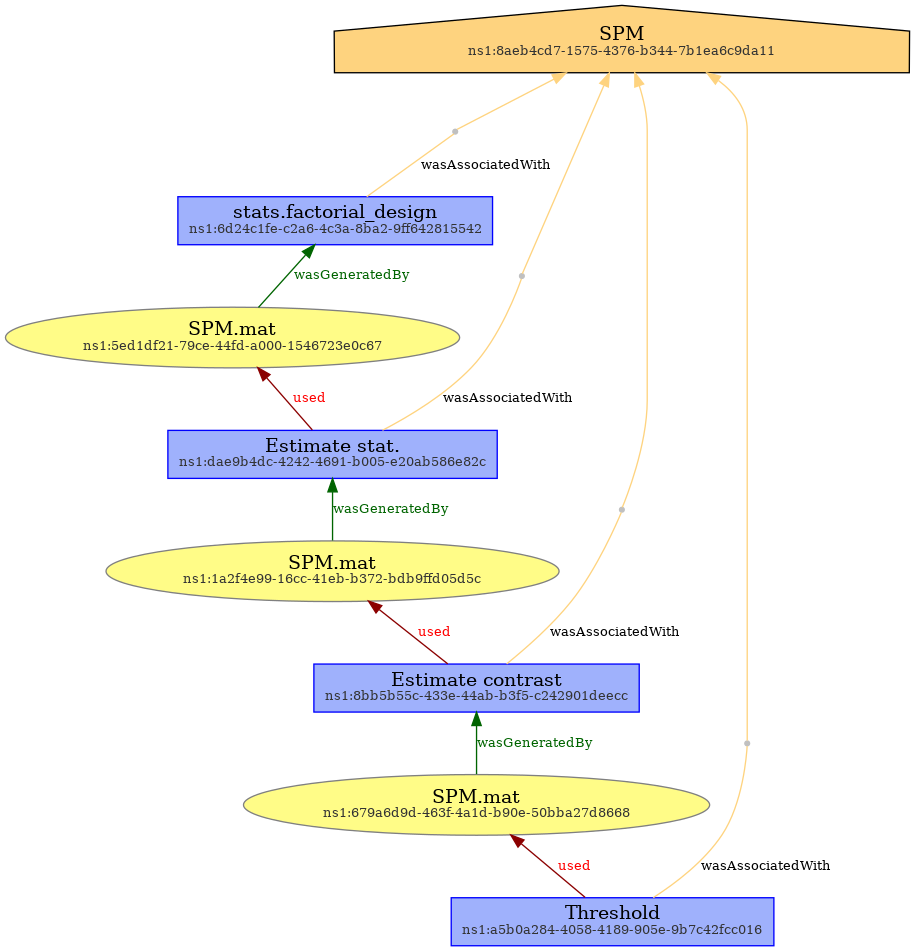 SPM
ns1:8aeb4cd7-1575-4376-b344-7b1ea6c9da11
wasAssociatedWith
stats.factorial_design
ns1:6d24c1fe-c2a6-4c3a-8ba2-9ff642815542
wasGeneratedBy
SPM.mat
ns1:5ed1df21-79ce-44fd-a000-1546723e0c67
used
wasAssociatedWith
Estimate stat.
ns1:dae9b4dc-4242-4691-b005-e20ab586e82c
wasGeneratedBy
SPM.mat
ns1:1a2f4e99-16cc-41eb-b372-bdb9ffd05d5c
used
wasAssociatedWith
Estimate contrast
ns1:8bb5b55c-433e-44ab-b3f5-c242901deecc
wasGeneratedBy
SPM.mat
ns1:679a6d9d-463f-4a1d-b90e-50bba27d8668
used
wasAssociatedWith
Threshold
ns1:a5b0a284-4058-4189-905e-9b7c42fcc016